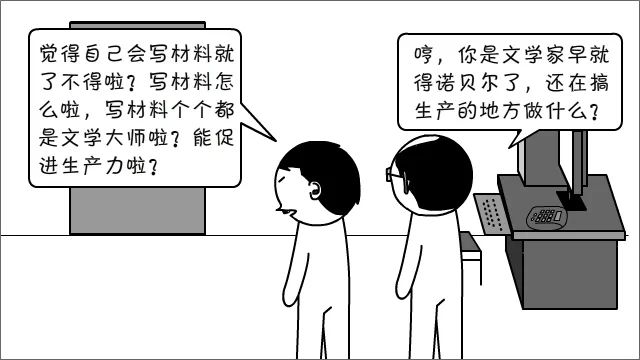 觉得自己会写材料就
了不得啦？写材料怎
么啦，写材料个个都
是文学大师啦？能促
进生产力啦？
哼，你是文学家早就
得诺贝尔了，还在搞
生产的地方做什么？